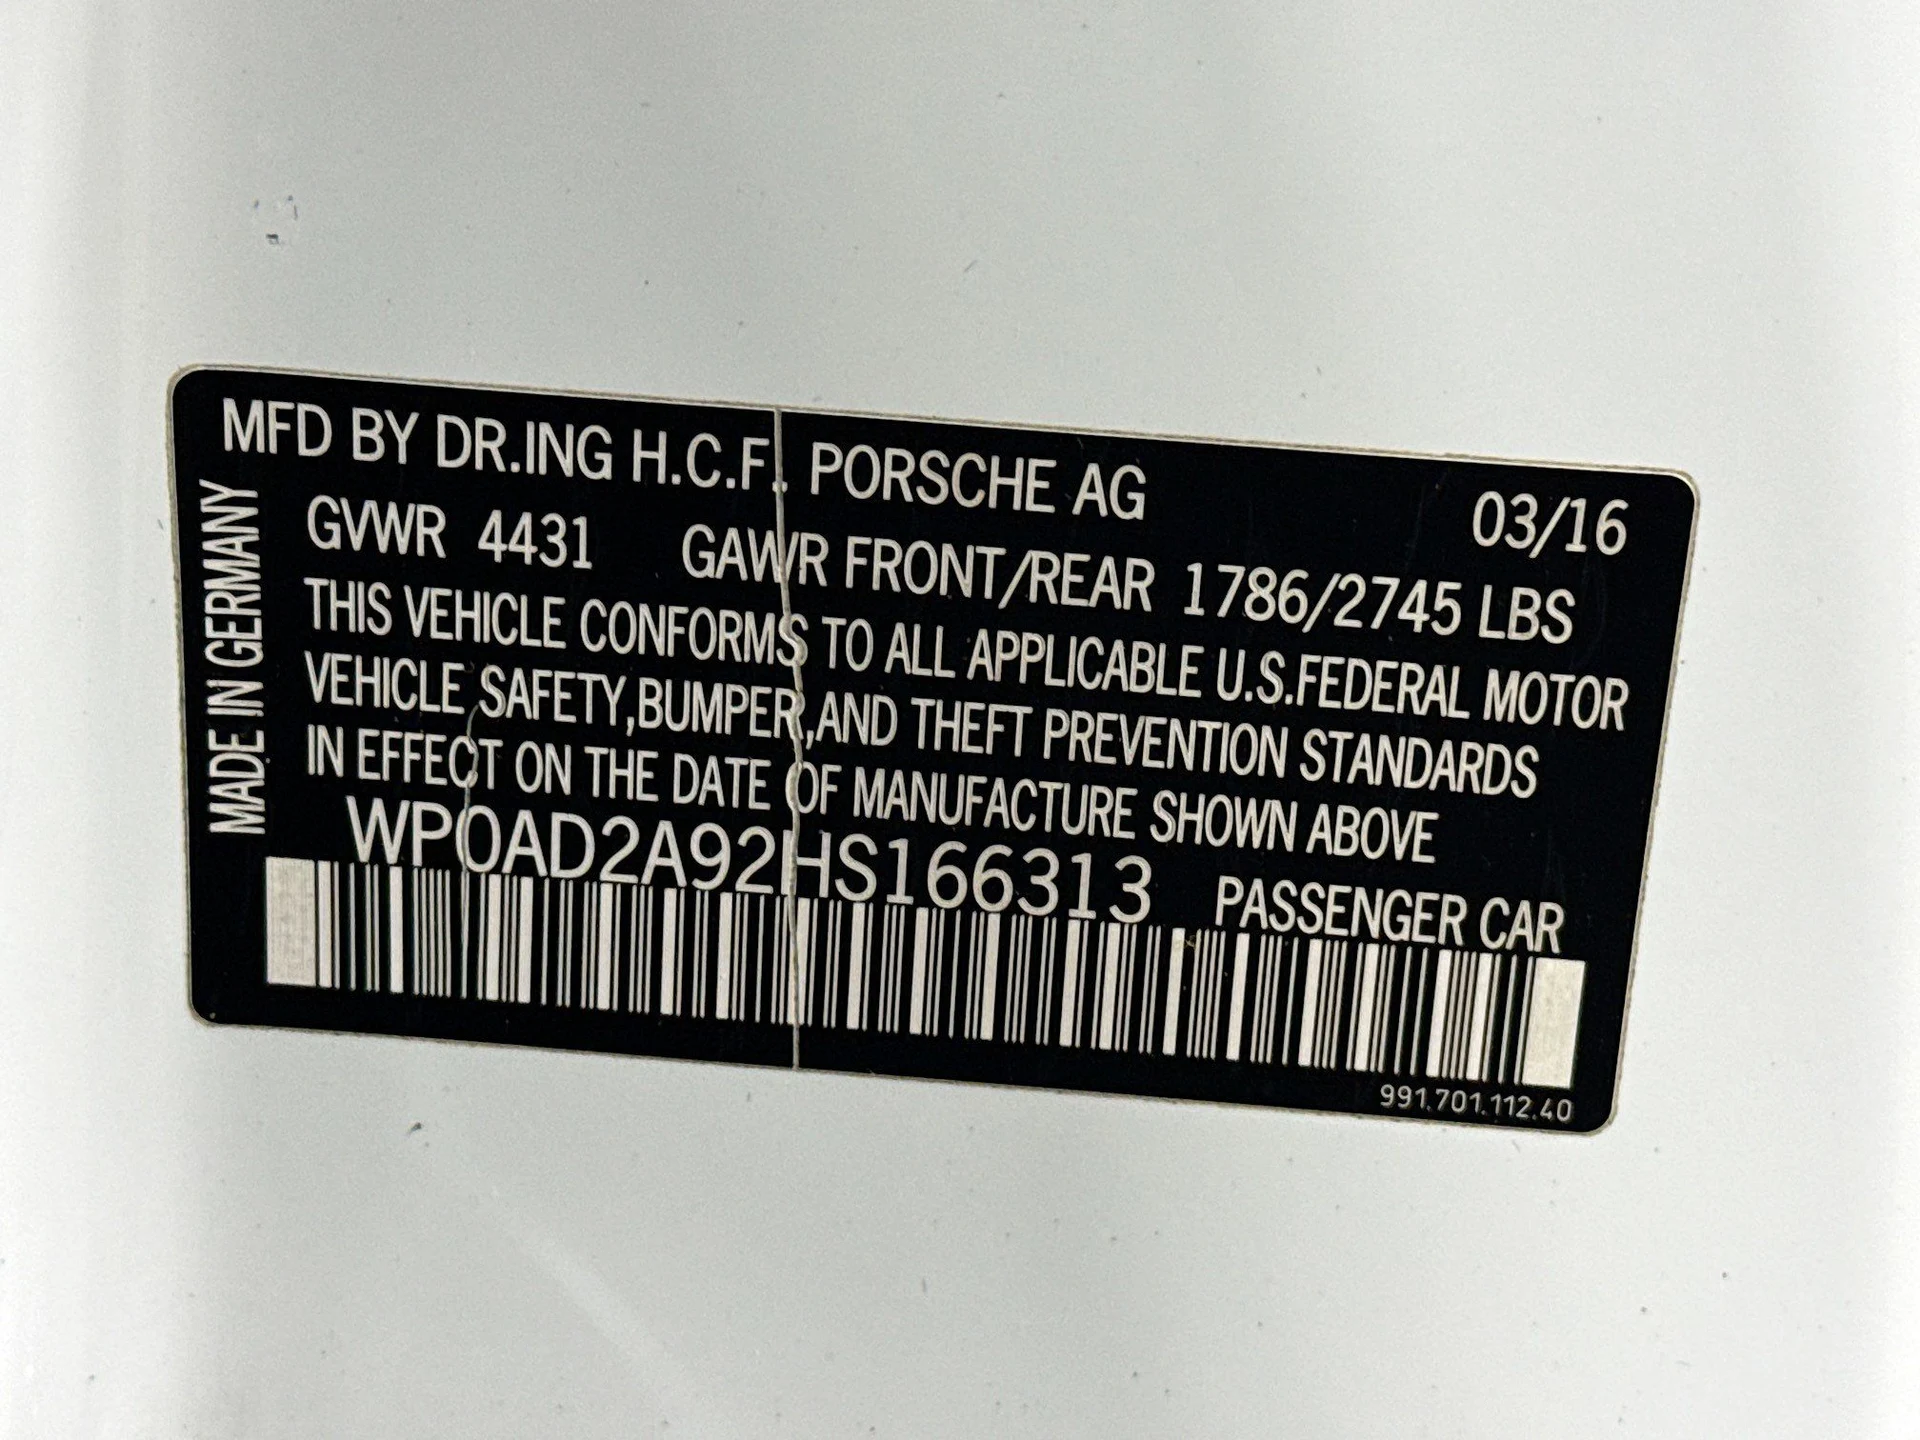 MFD BY DR.ING H.C.F. PORSCHE AG 03/16
GVWR 4431 GAWR FRONT/REAR 1786/2745 LBS
THIS VEHICLE CONFORMS TO ALL APPLICABLE U.S.FEDERAL MOTOR
VEHICLE SAFETY,BUMPER,AND THEFT PREVENTION STANDARDS
IN EFFECT ON THE DATE OF MANUFACTURE SHOWN ABOVE
WP0AD2A92HS166313 PASSENGER CAR
991.701.112.40
MADE IN GERMANY